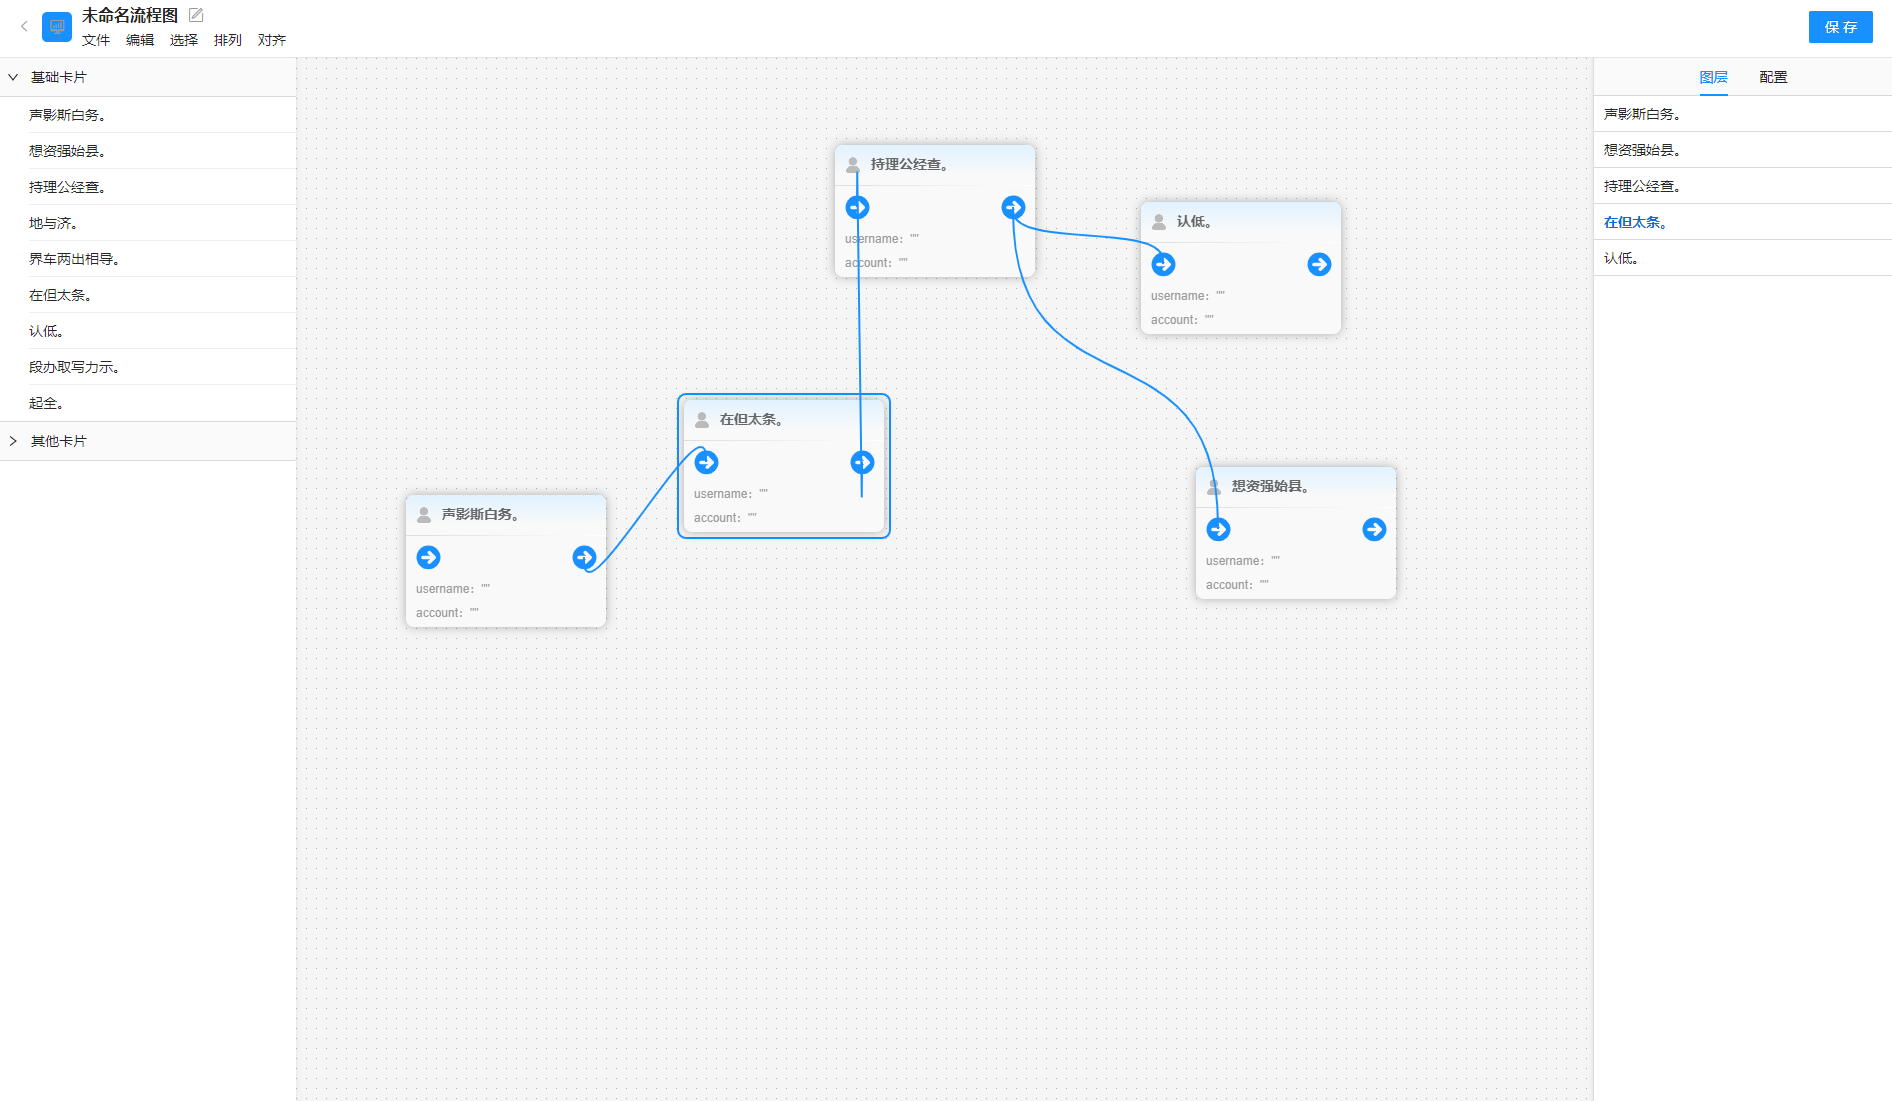 未命名流程图
文件 编辑 选择 排列 对齐
保 存
基础卡片
声影斯白务。
想资强始县。
持理公经查。
地与济。
界车两出相导。
在但太条。
认低。
段办取写力示。
起全。
其他卡片
持理公经查。
username: ""
account: ""
认低。
username: ""
account: ""
在但太条。
username: ""
account: ""
声影斯白务。
username: ""
account: ""
想资强始县。
username: ""
account: ""
图层 配置
声影斯白务。
想资强始县。
持理公经查。
在但太条。
认低。